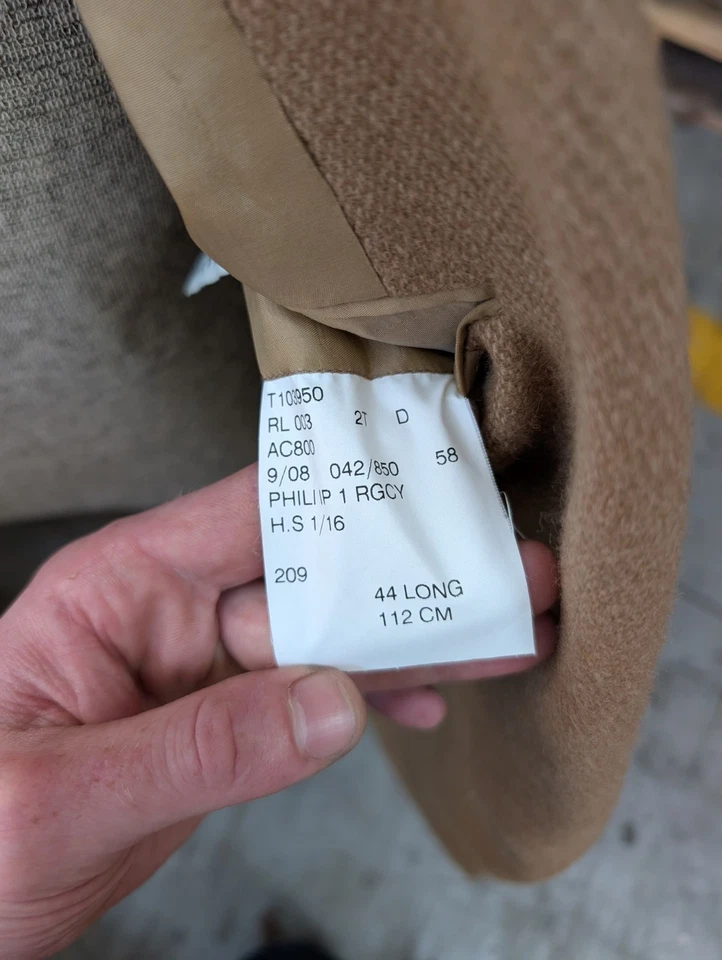 T103950
RL 003 2T D
AC800
9/08 042/850 58
PHILIP 1 RGCY
H.S 1/16
209
44 LONG
112 CM